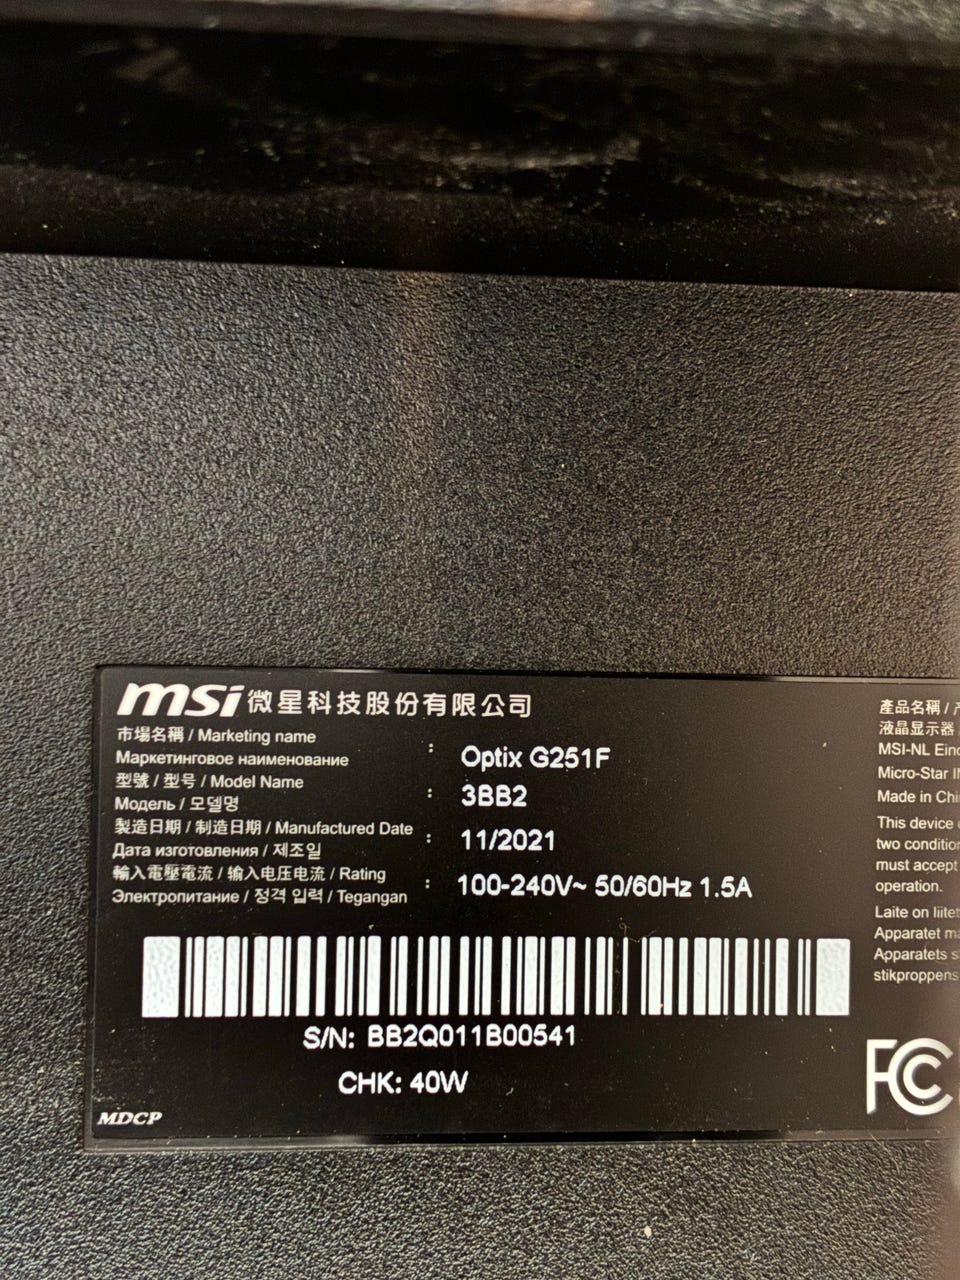 msi 微星科技股份有限公司
市場名稱 / Marketing name
Маркетинговое наименование : Optix G251F
型號 / 型号 / Model Name
Модель / 모델명 : 3BB2
製造日期 / 制造日期 / Manufactured Date
Дата изготовления / 제조일 : 11/2021
輸入電壓電流 / 输入电压电流 / Rating
Электропитание / 정격 입력 / Tegangan : 100-240V~ 50/60Hz 1.5A
S/N: BB2Q011B00541
CHK: 40W
MDCP
產品名稱 /
液晶显示器
MSI-NL
Micro-Star
Made in
This device
two
must accept
operation.
Laite on
Apparatet
Apparatets
FC